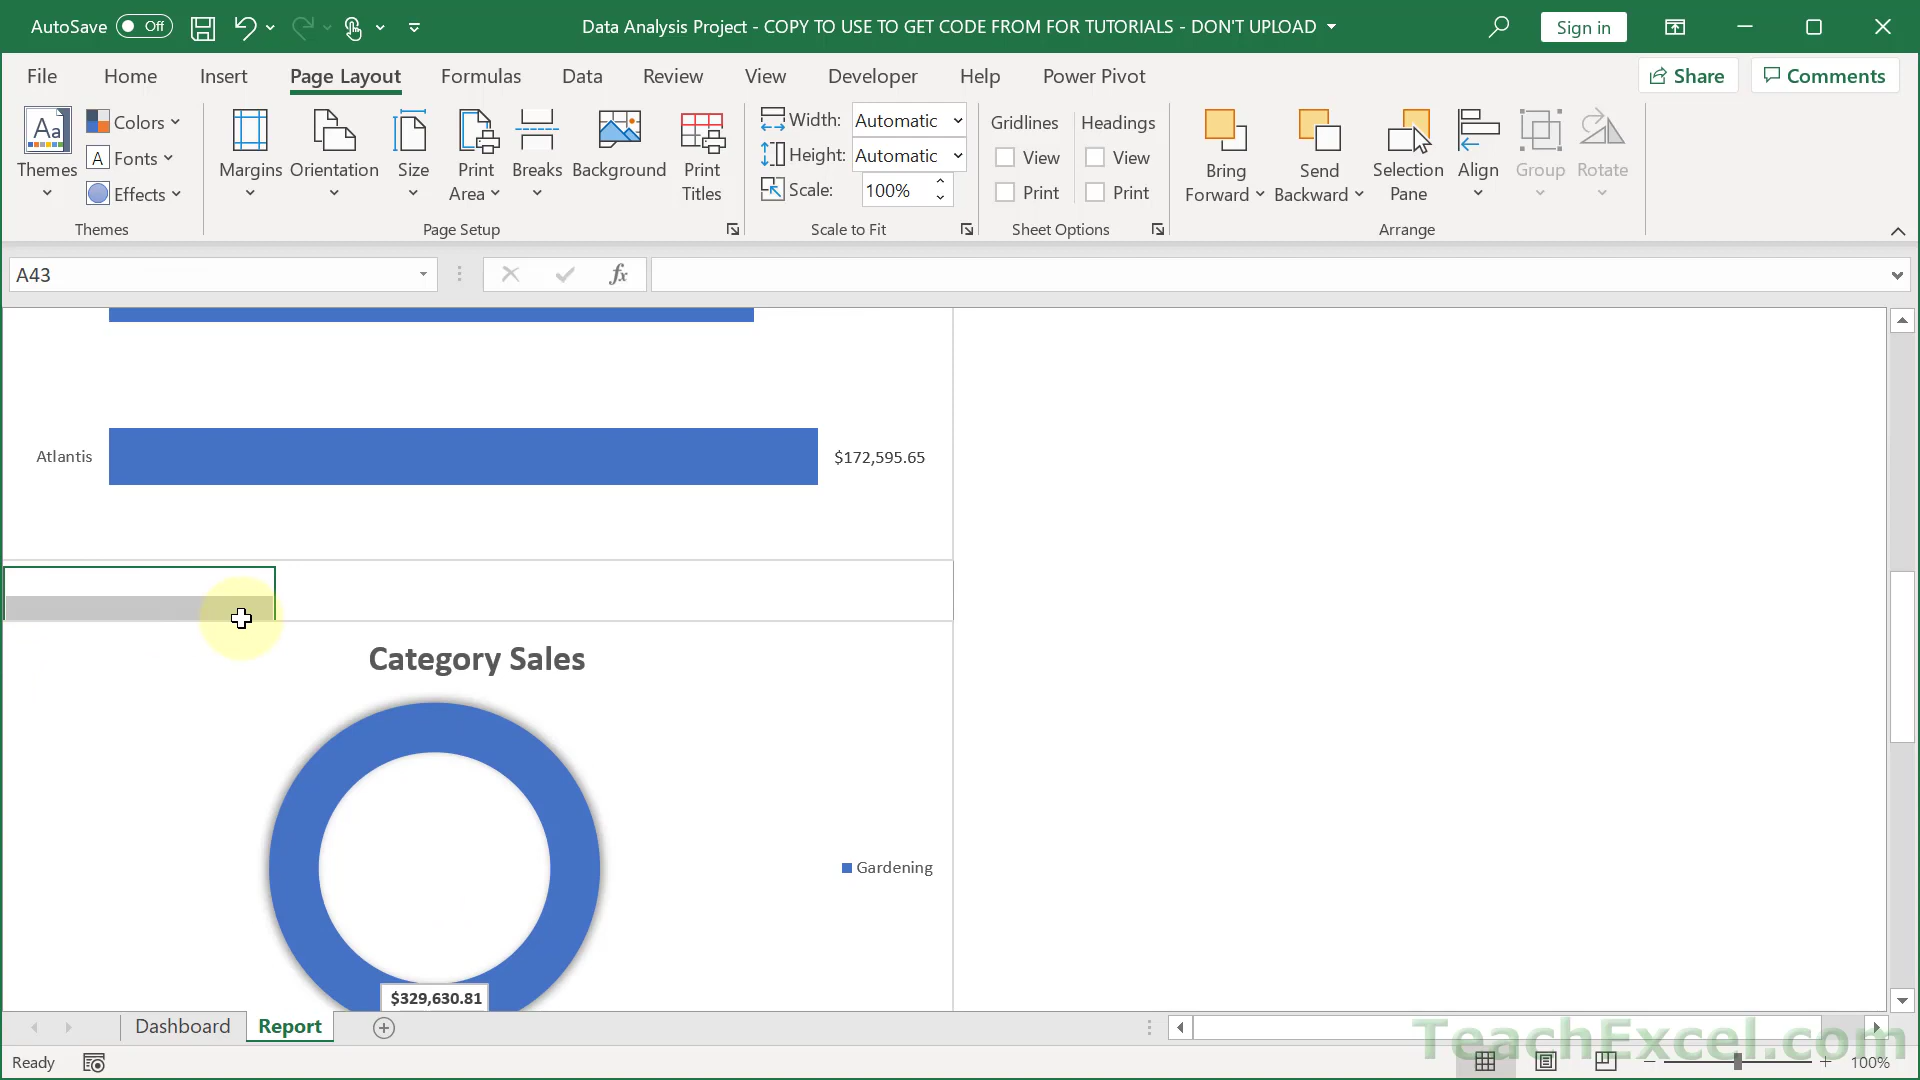 AutoSave Off
Data Analysis Project - COPY TO USE TO GET CODE FROM FOR TUTORIALS - DON'T UPLOAD
Sign in
File Home Insert Page Layout Formulas Data Review View Developer Help Power Pivot
Share
Comments
Aa
Themes
Colors
A Fonts
Effects
Themes
Margins
Orientation
Size
Print Area
Breaks
Background
Print Titles
Page Setup
Width: Automatic
Height: Automatic
Scale: 100%
Scale to Fit
Gridlines
View
Print
Headings
View
Print
Sheet Options
Bring Forward
Send Backward
Selection Pane
Align
Group
Rotate
Arrange
A43
fx
Atlantis
$172,595.65
Category Sales
Gardening
$329,630.81
Dashboard
Report
TeachExcel.com
Ready
100%